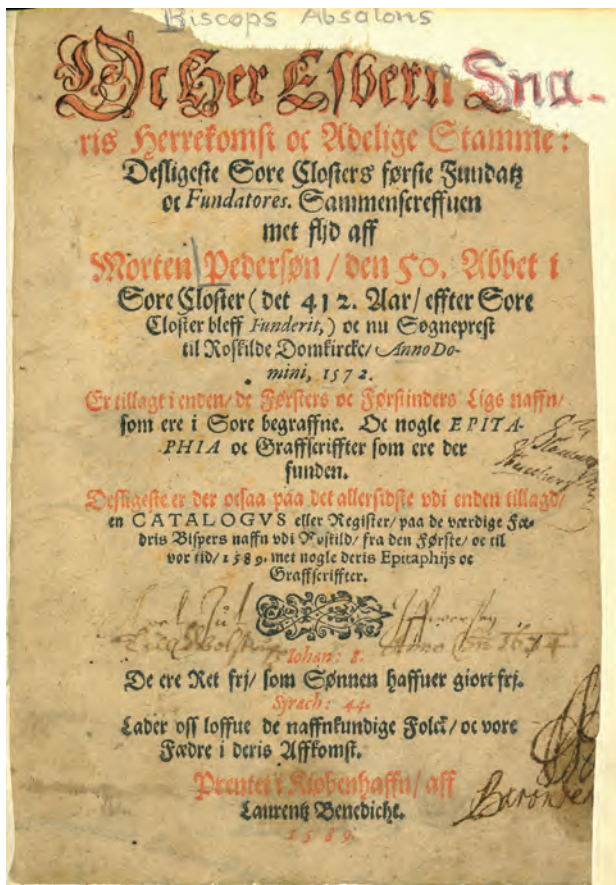 Biscops Absalons
Oc Her Esbern Sna-
ris Herrekomst oc Adelige Stamme:
Desligeste Sore Closters første Fundatz
oc Fundatores. Sammenscreffuen
met flijd aff
Morten Pedersøn / den 50. Abbet i
Sore Closter ( det 412. Aar / effter Sore
Closter bleff Funderit, ) oc nu Sogneprest
til Roskilde Domkircke / Anno Do-
mini, 1572.
Er tillagt i enden / de Førsters oc Førstinders Ligs naffn /
som ere i Sore begraffne. Oc nogle EPITA-
PHIA oc Graffscriffter som ere der
funden.
Desligeste er der ocsaa paa det allersidste vdi enden tillagd /
en CATALOGVS eller Register / paa de værdige Fæ-
dris Bispers naffn vdi Roskild / fra den Første / oc til
vor tid / 1589. met nogle deris Epitaphijs oc
Graffscriffter.
Anno
Iohan: 8.
De ere Ret frj / som Sønnen haffuer giort frj.
Syrach: 44.
Lader oss loffue de naffnkundige Folck / oc vore
Fædre i deris Affkomst.
Prentet i Kiøbenhaffn / aff
Laurentz Benedicht.
1589.